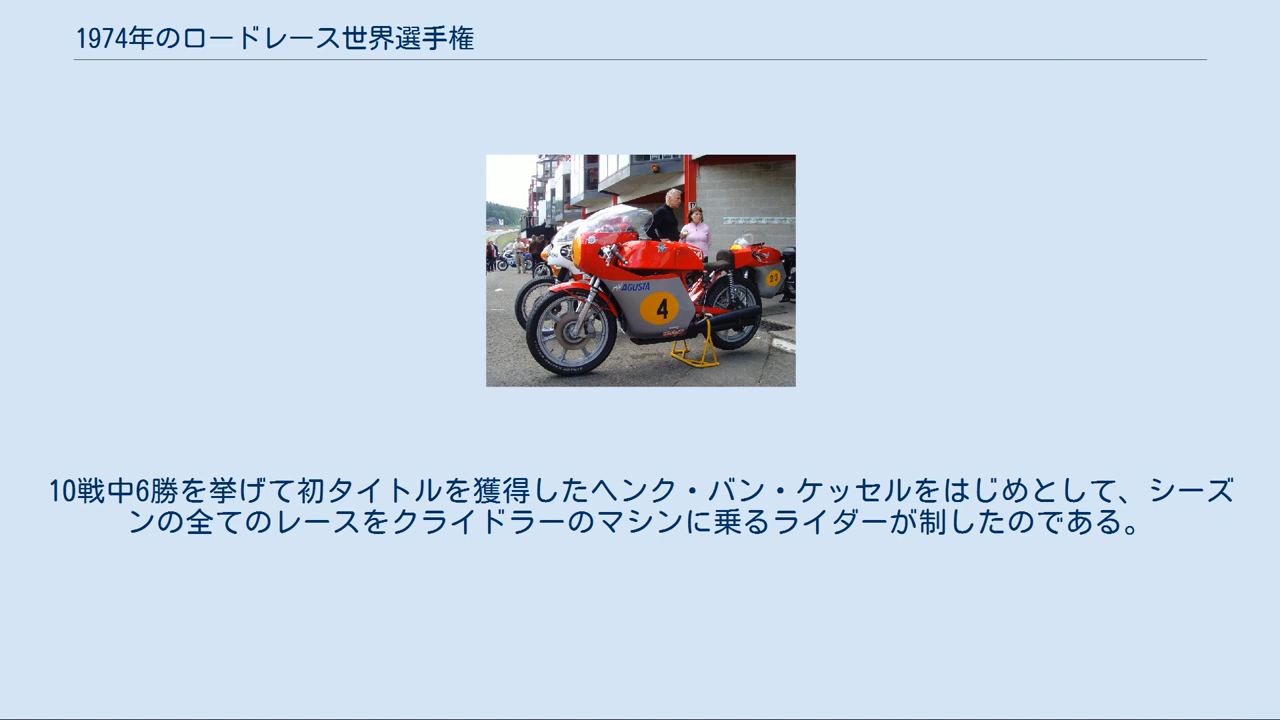 1974年のロードレース世界選手権
AGUSTA
4
23
10戦中6勝を挙げて初タイトルを獲得したヘンク・バン・ケッセルをはじめとして、シーズ
ンの全てのレースをクライドラーのマシンに乗るライダーが制したのである。